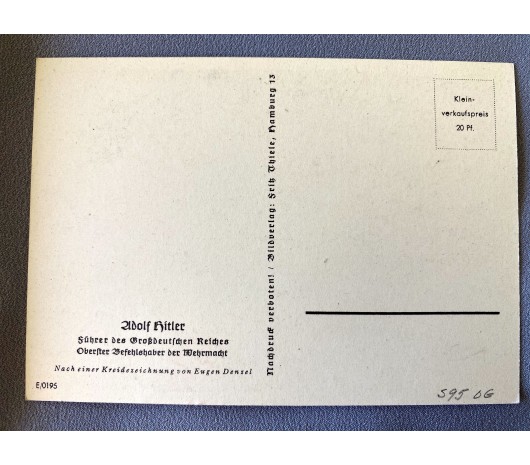 Adolf Hitler
Führer des Großdeutschen Reiches
Oberster Befehlshaber der Wehrmacht
Nach einer Kreidezeichnung von Eugen Denzel
E/0195
Nachdruck verboten! / Bildverlag: Fritz Thiele, Hamburg 13
Klein-
verkaufspreis
20 Pf.
S95 DG